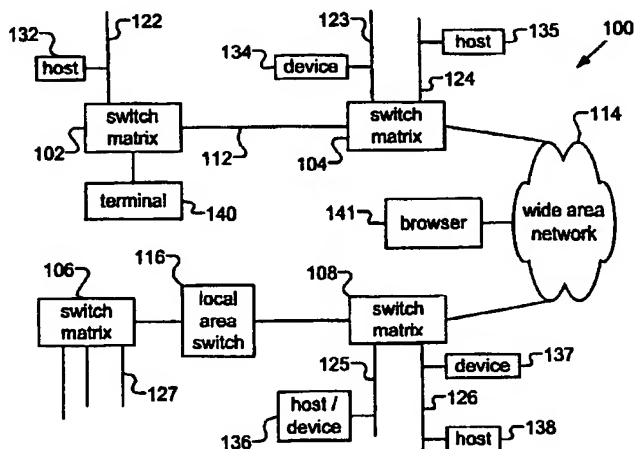 122
123
100
132
host
134
device
host
135
124
switch
matrix
switch
matrix
114
102
112
104
terminal
140
141
browser
wide area
network
106
116
108
switch
matrix
local
area
switch
switch
matrix
125
device
137
127
126
host /
device
136
host
138